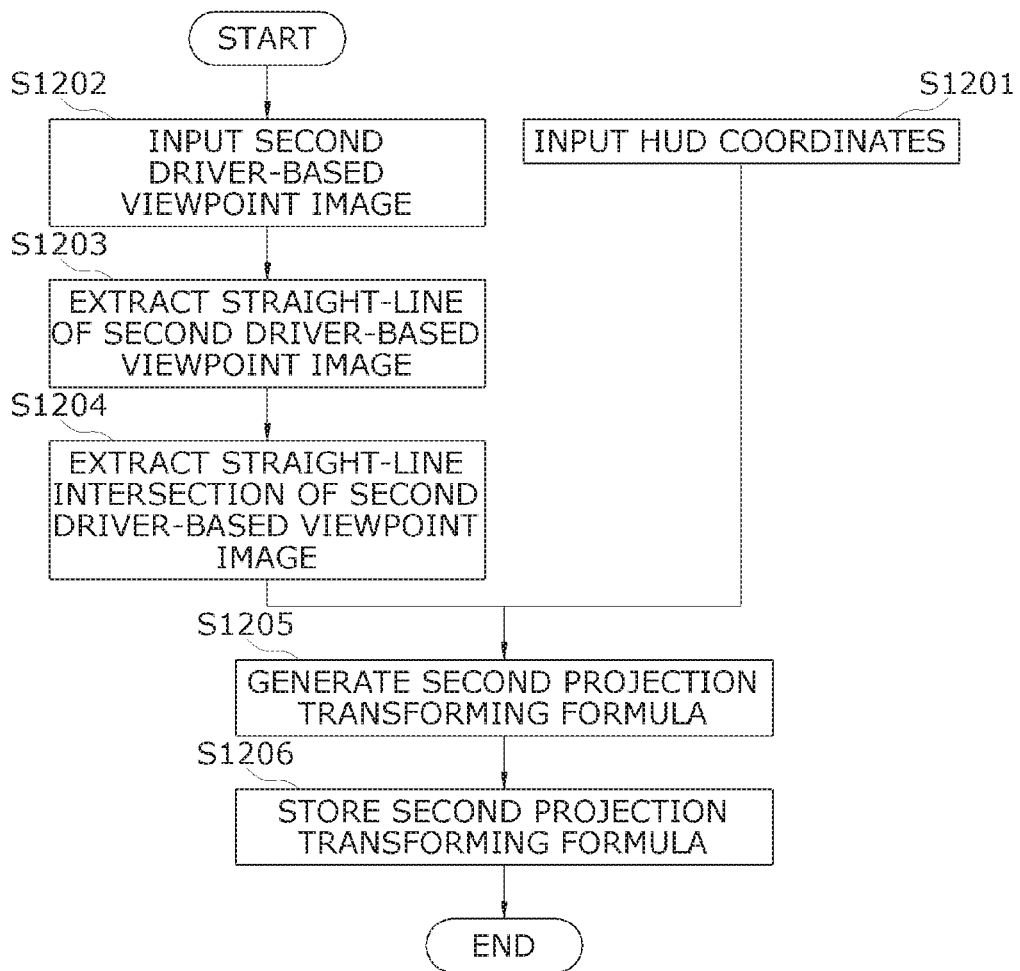 START
S1202
INPUT SECOND
DRIVER-BASED
VIEWPOINT IMAGE
S1201
INPUT HUD COORDINATES
S1203
EXTRACT STRAIGHT-LINE
OF SECOND DRIVER-BASED
VIEWPOINT IMAGE
S1204
EXTRACT STRAIGHT-LINE
INTERSECTION OF SECOND
DRIVER-BASED VIEWPOINT
IMAGE
S1205
GENERATE SECOND PROJECTION
TRANSFORMING FORMULA
S1206
STORE SECOND PROJECTION
TRANSFORMING FORMULA
END